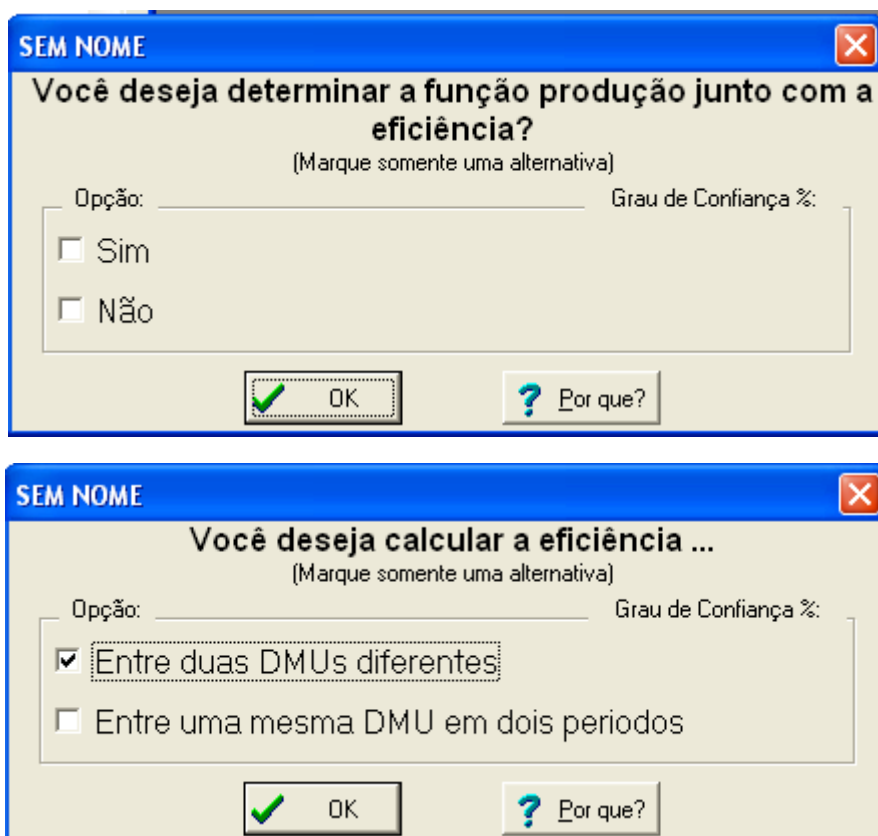 SEM NOME
Você deseja determinar a função produção junto com a
eficiência?
(Marque somente uma alternativa)
Opção: Grau de Confiança %:
Sim
Não
OK Por que?
SEM NOME
Você deseja calcular a eficiência ...
(Marque somente uma alternativa)
Opção: Grau de Confiança %:
Entre duas DMUs diferentes
Entre uma mesma DMU em dois periodos
OK Por que?